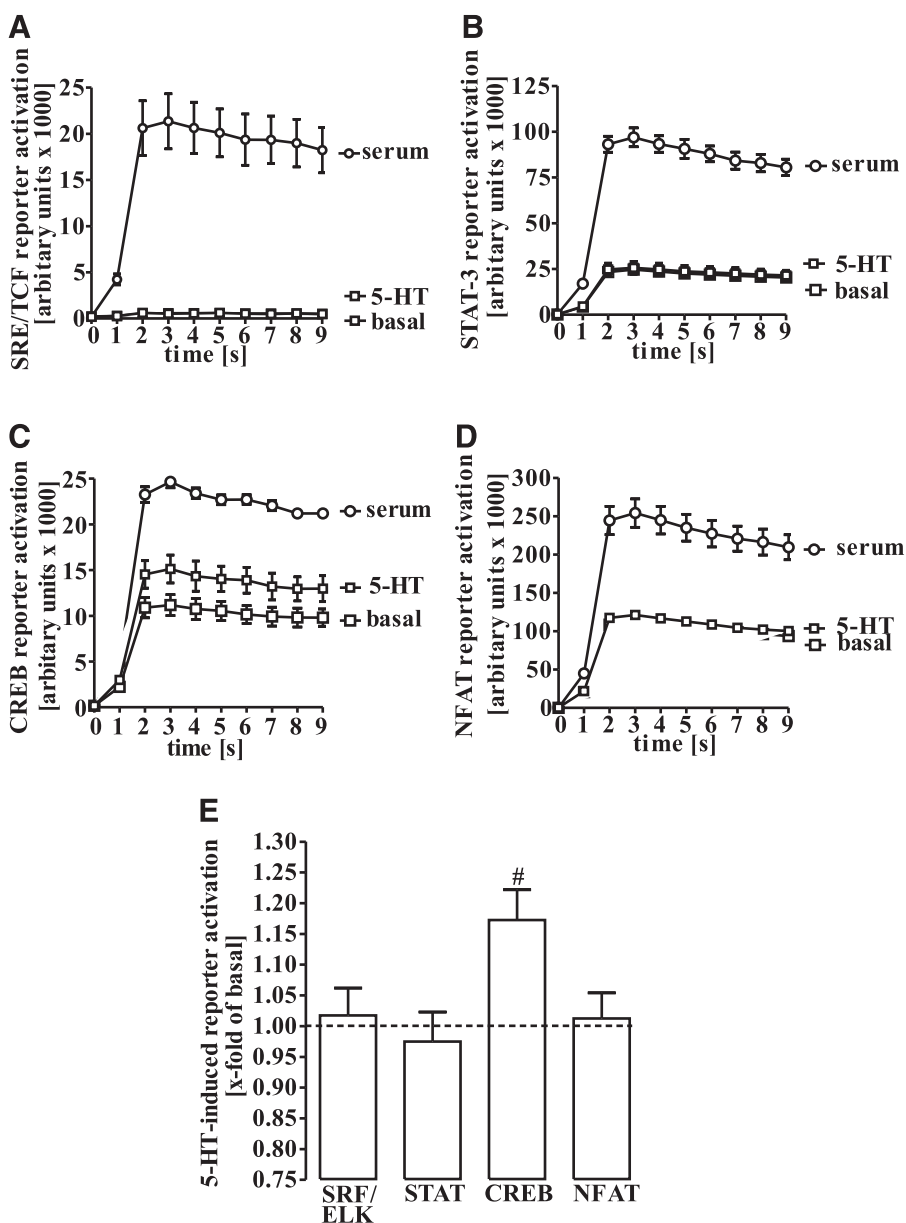 A
SRE/TCF reporter activation
[arbitary units x 1000]
25
20
15
10
5
0
0 1 2 3 4 5 6 7 8 9
time [s]
serum
5-HT
basal
B
STAT-3 reporter activation
[arbitary units x 1000]
125
100
75
50
25
0
0 1 2 3 4 5 6 7 8 9
time [s]
serum
5-HT
basal
C
CREB reporter activation
[arbitary units x 1000]
25
20
15
10
5
0
0 1 2 3 4 5 6 7 8 9
time [s]
serum
5-HT
basal
D
NFAT reporter activation
[arbitary units x 1000]
300
250
200
150
100
50
0
0 1 2 3 4 5 6 7 8 9
time [s]
serum
5-HT
basal
E
5-HT-induced reporter activation
[x-fold of basal]
1.30
1.25
1.20
1.15
1.10
1.05
1.00
0.95
0.90
0.85
0.80
0.75
#
SRF/ STAT CREB NFAT
ELK